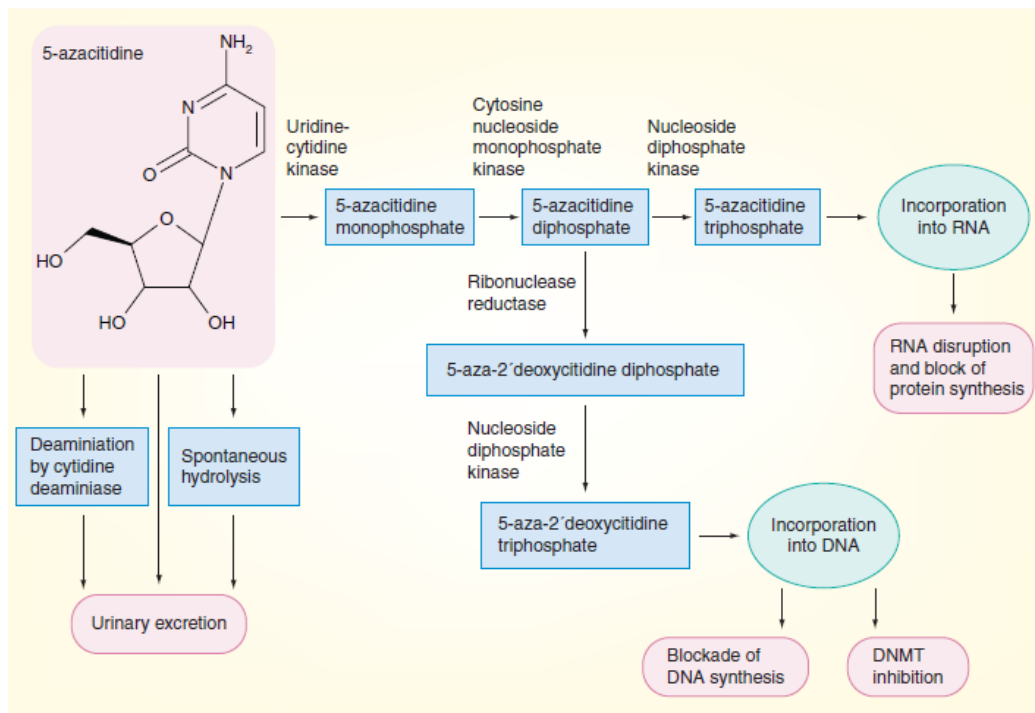 5-azacitidine
NH2
N
O
N
O
HO
HO
OH
Uridine-
cytidine
kinase
Cytosine
nucleoside
monophosphate
kinase
Nucleoside
diphosphate
kinase
5-azacitidine
monophosphate
5-azacitidine
diphosphate
5-azacitidine
triphosphate
Incorporation
into RNA
Ribonuclease
reductase
RNA disruption
and block of
protein synthesis
5-aza-2´deoxycitidine diphosphate
Deaminiation
by cytidine
deaminiase
Spontaneous
hydrolysis
Nucleoside
diphosphate
kinase
5-aza-2´deoxycitidine
triphosphate
Incorporation
into DNA
Urinary excretion
Blockade of
DNA synthesis
DNMT
inhibition